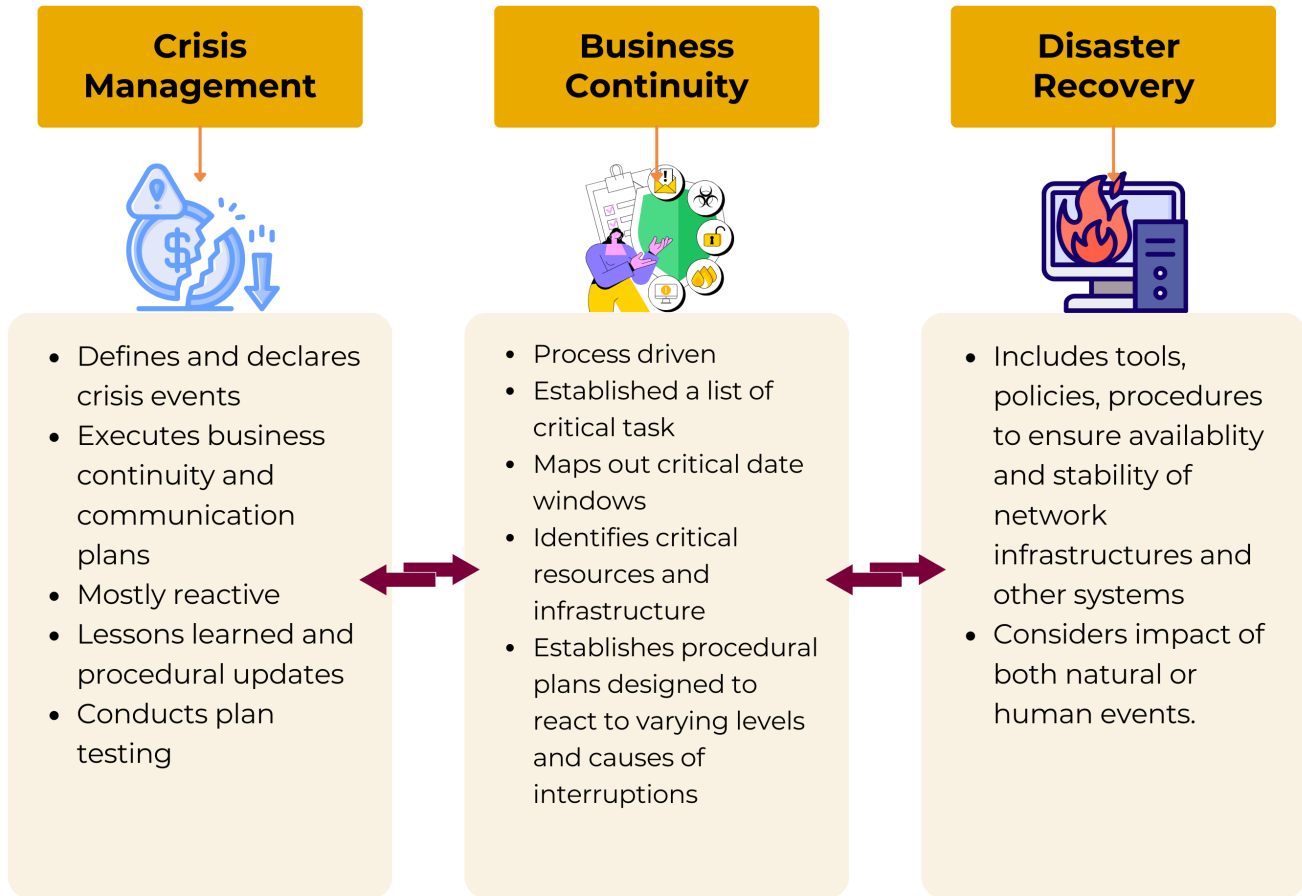 Crisis
Management
Business
Continuity
Disaster
Recovery
• Defines and declares
crisis events
• Executes business
continuity and
communication
plans
• Mostly reactive
• Lessons learned and
procedural updates
• Conducts plan
testing
• Process driven
• Established a list of
critical task
• Maps out critical date
windows
• Identifies critical
resources and
infrastructure
• Establishes procedural
plans designed to
react to varying levels
and causes of
interruptions
• Includes tools,
policies, procedures
to ensure availablity
and stability of
network
infrastructures and
other systems
• Considers impact of
both natural or
human events.